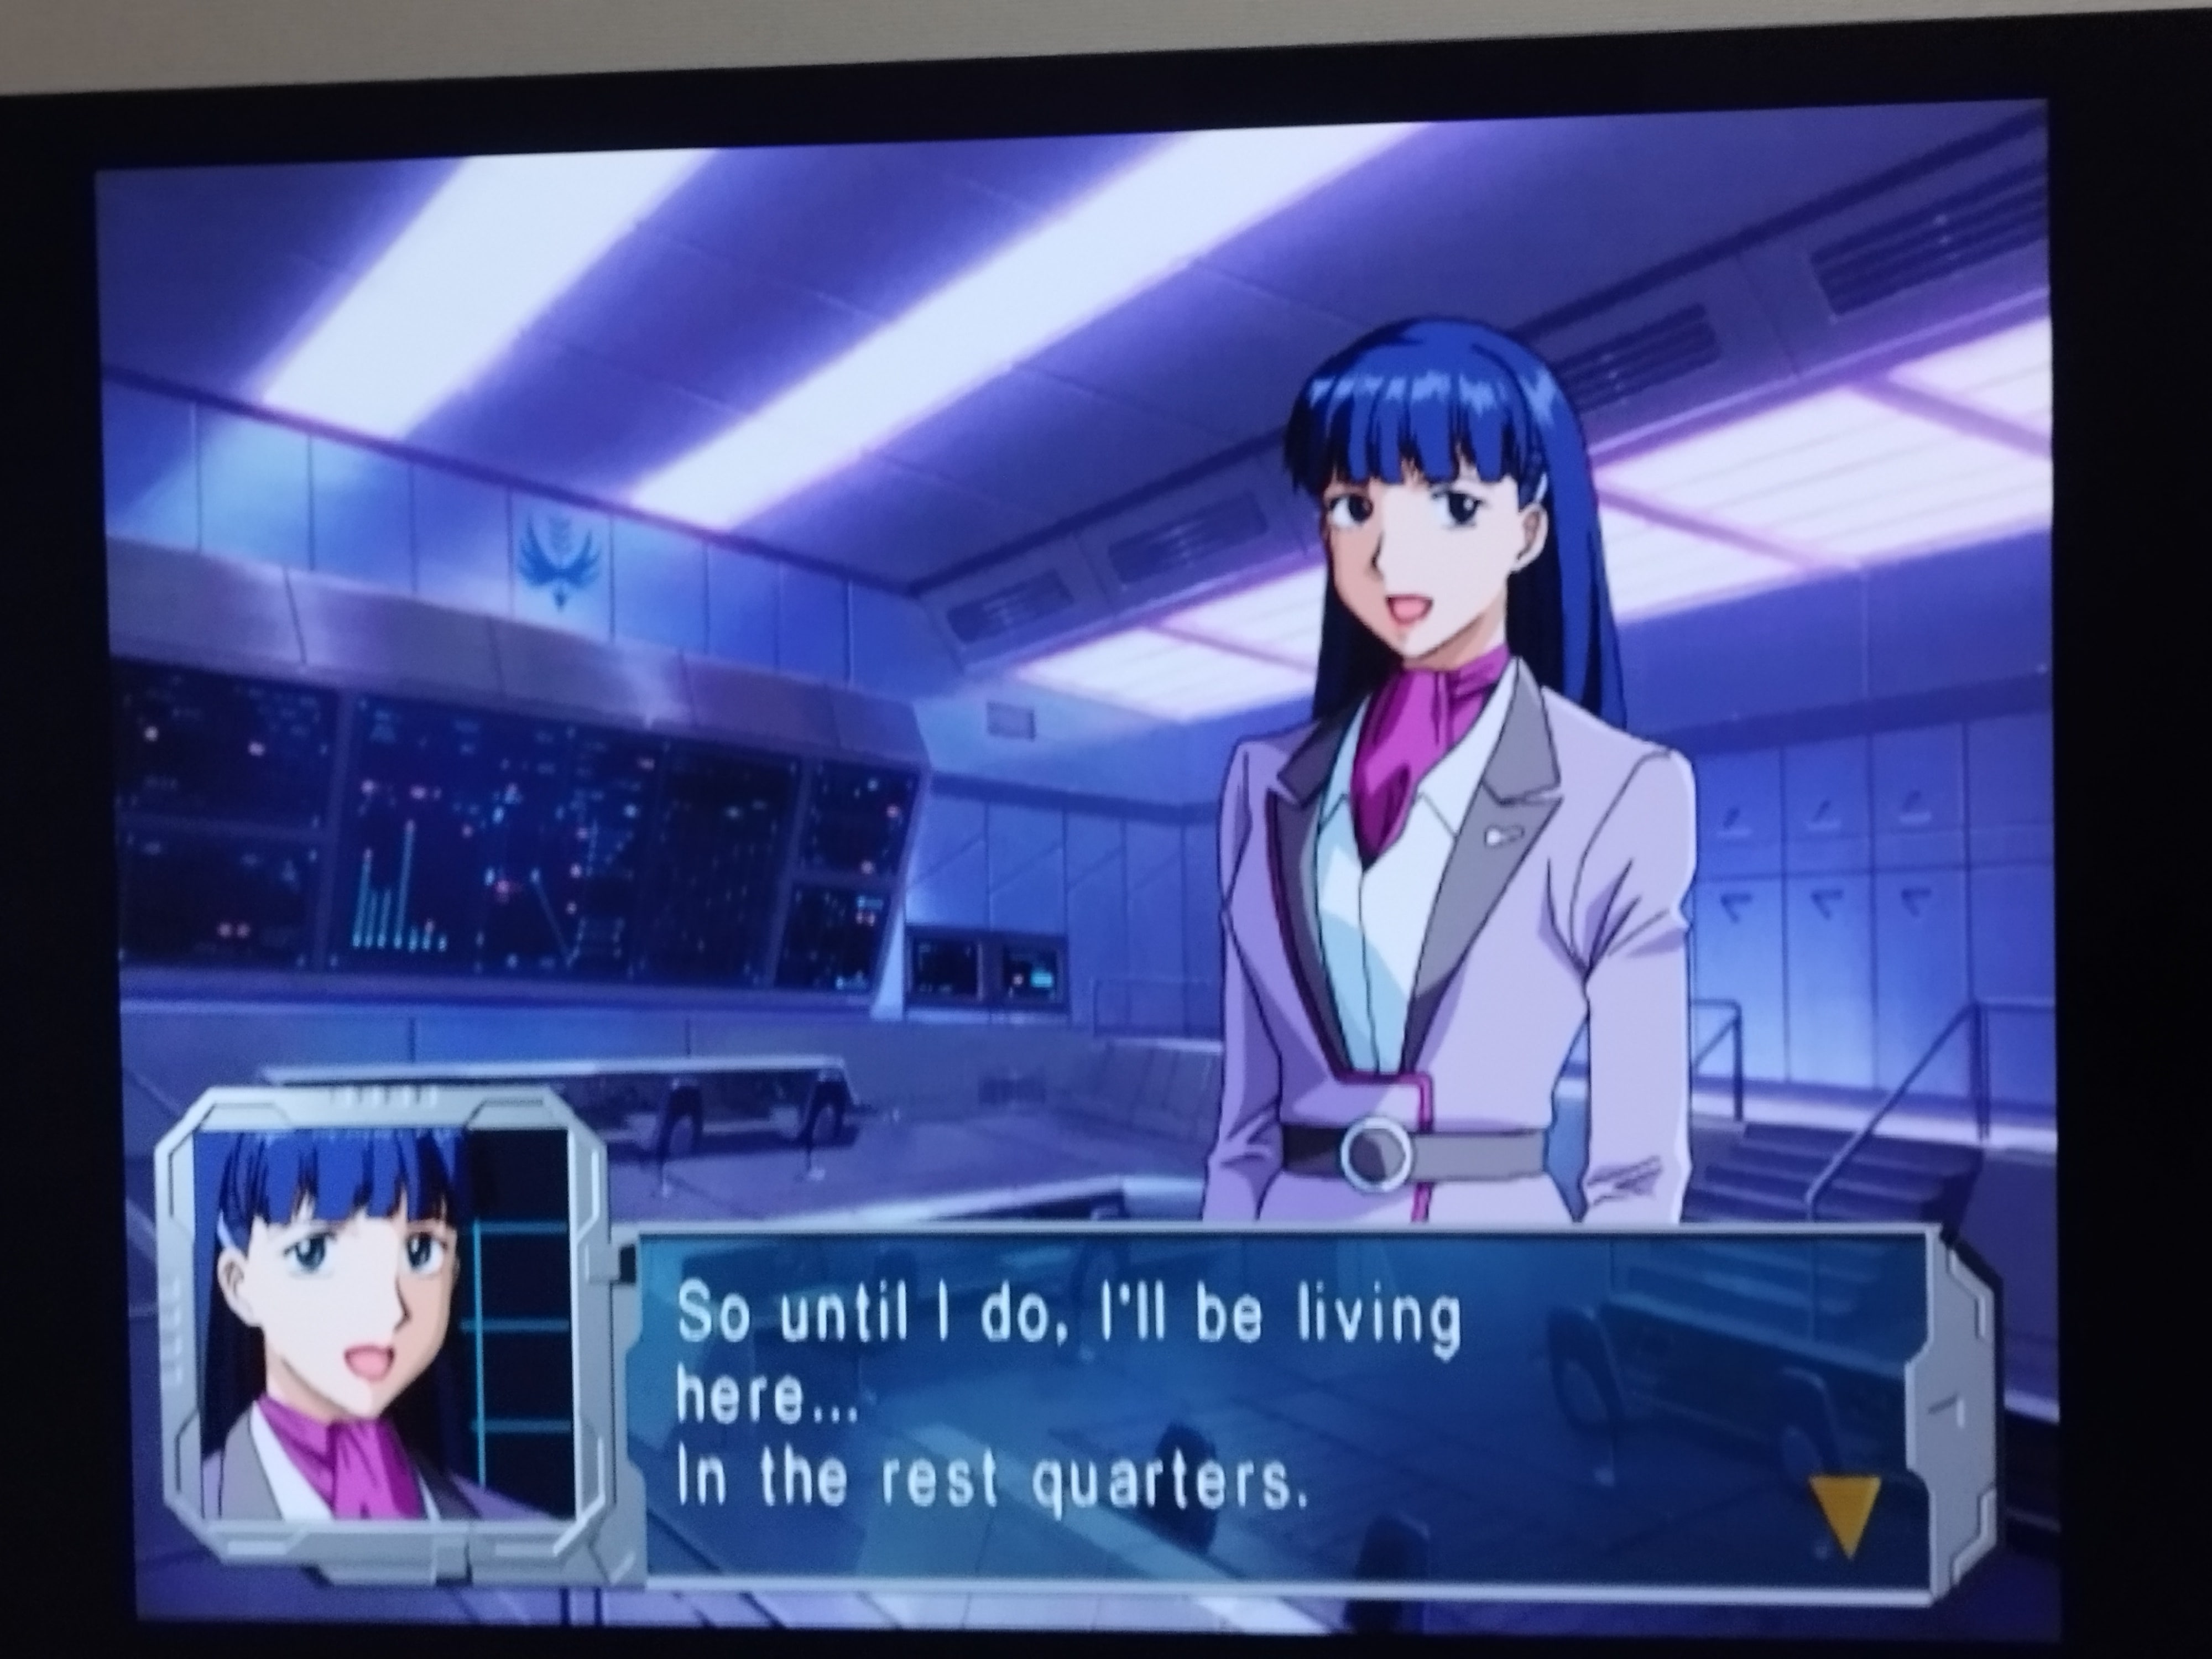 So until I do, I'll be living
here...
In the rest quarters.